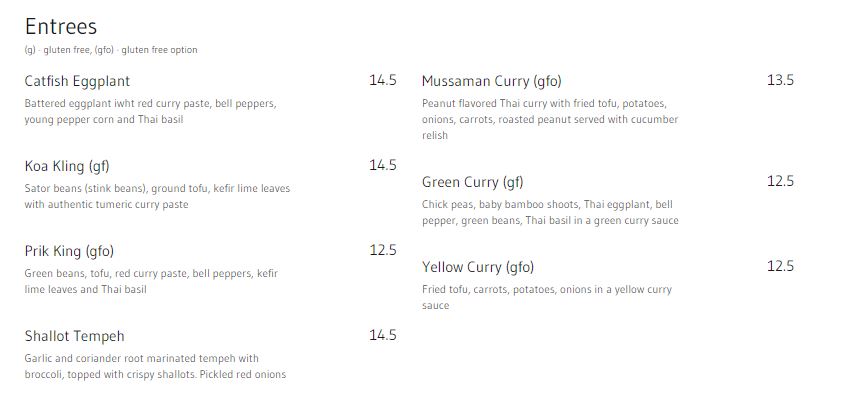 Entrees
(g) - gluten free, (gfo) - gluten free option
Catfish Eggplant 14.5
Battered eggplant iwht red curry paste, bell peppers,
young pepper corn and Thai basil
Koa Kling (gf) 14.5
Sator beans (stink beans), ground tofu, kefir lime leaves
with authentic tumeric curry paste
Prik King (gfo) 12.5
Green beans, tofu, red curry paste, bell peppers, kefir
lime leaves and Thai basil
Shallot Tempeh 14.5
Garlic and coriander root marinated tempeh with
broccoli, topped with crispy shallots. Pickled red onions
Mussaman Curry (gfo) 13.5
Peanut flavored Thai curry with fried tofu, potatoes,
onions, carrots, roasted peanut served with cucumber
relish
Green Curry (gf) 12.5
Chick peas, baby bamboo shoots, Thai eggplant, bell
pepper, green beans, Thai basil in a green curry sauce
Yellow Curry (gfo) 12.5
Fried tofu, carrots, potatoes, onions in a yellow curry
sauce